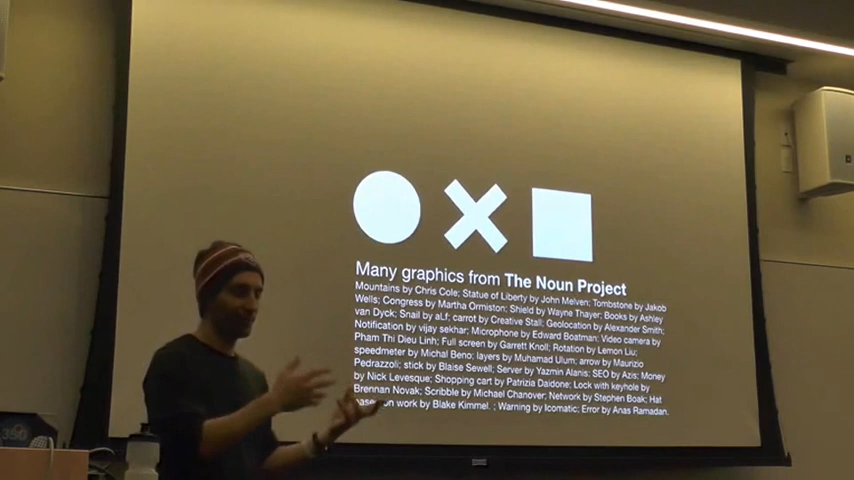 Many graphics from The Noun Project
Mountains by Chris Cole; Statue of Liberty by John Melven; Tombstone by Jakob
Wells; Congress by Martha Ormiston; Shield by Wayne Thayer; Books by Ashley
van Dyck; Snail by aLf; carrot by Creative Stall; Geolocation by Alexander Smith;
Notification by vijay sekhar; Microphone by Edward Boatman; Video camera by
Pham Thi Dieu Linh; Full screen by Garrett Knoll; Rotation by Lemon Liu;
speedmeter by Michal Beno; layers by Muhamad Ulum; arrow by Maurizio
Pedrazzoli; stick by Blaise Sewell; Server by Yazmin Alanis; SEO by Azis; Money
by Nick Levesque; Shopping cart by Patrizia Daidone; Lock with keyhole by
Brennan Novak; Scribble by Michael Chanover; Network by Stephen Boak; Hat
based on work by Blake Kimmel. ; Warning by Icomatic; Error by Anas Ramadan.